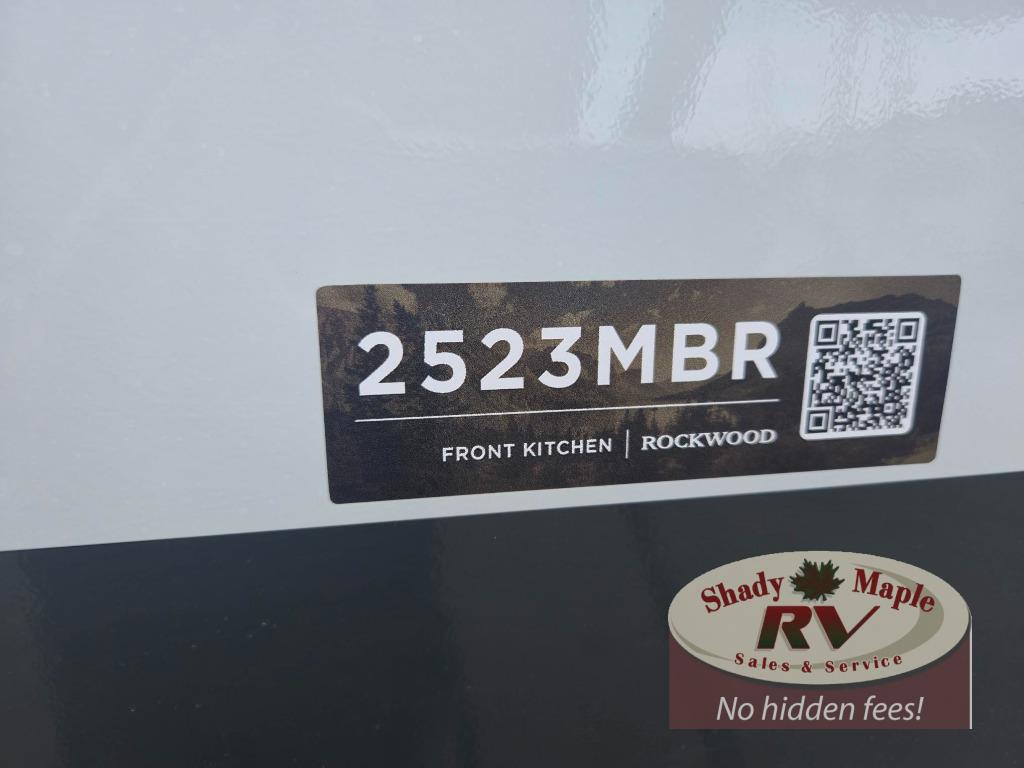 2523MBR
FRONT KITCHEN | ROCKWOOD
Shady Maple
RV
Sales & Service
No hidden fees!